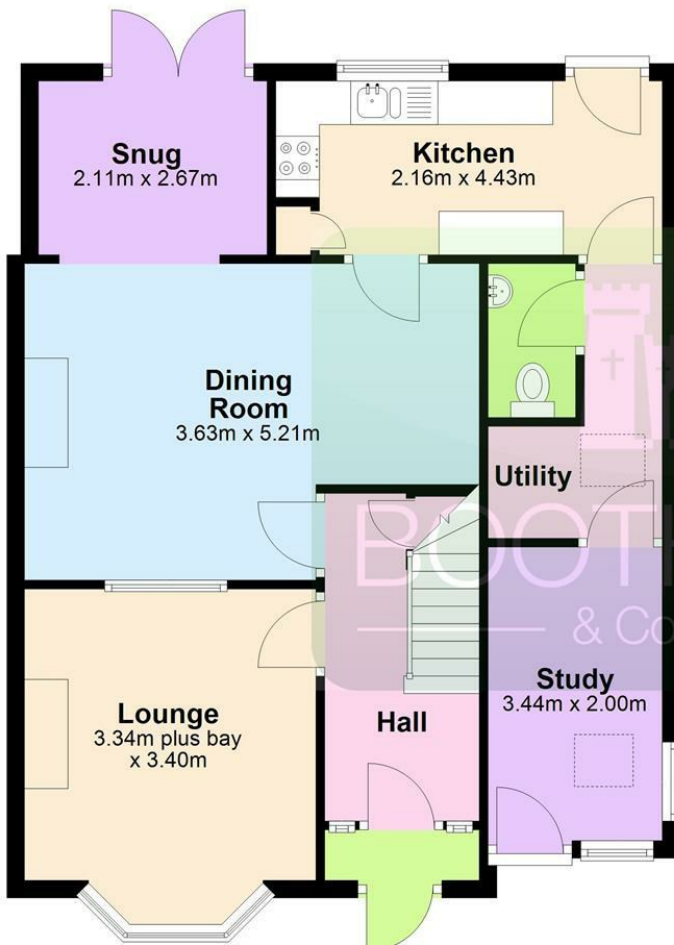 Snug
2.11m x 2.67m
Kitchen
2.16m x 4.43m
Dining
Room
3.63m x 5.21m
Utility
BOOTH
& Co
Study
3.44m x 2.00m
Lounge
3.34m plus bay
x 3.40m
Hall